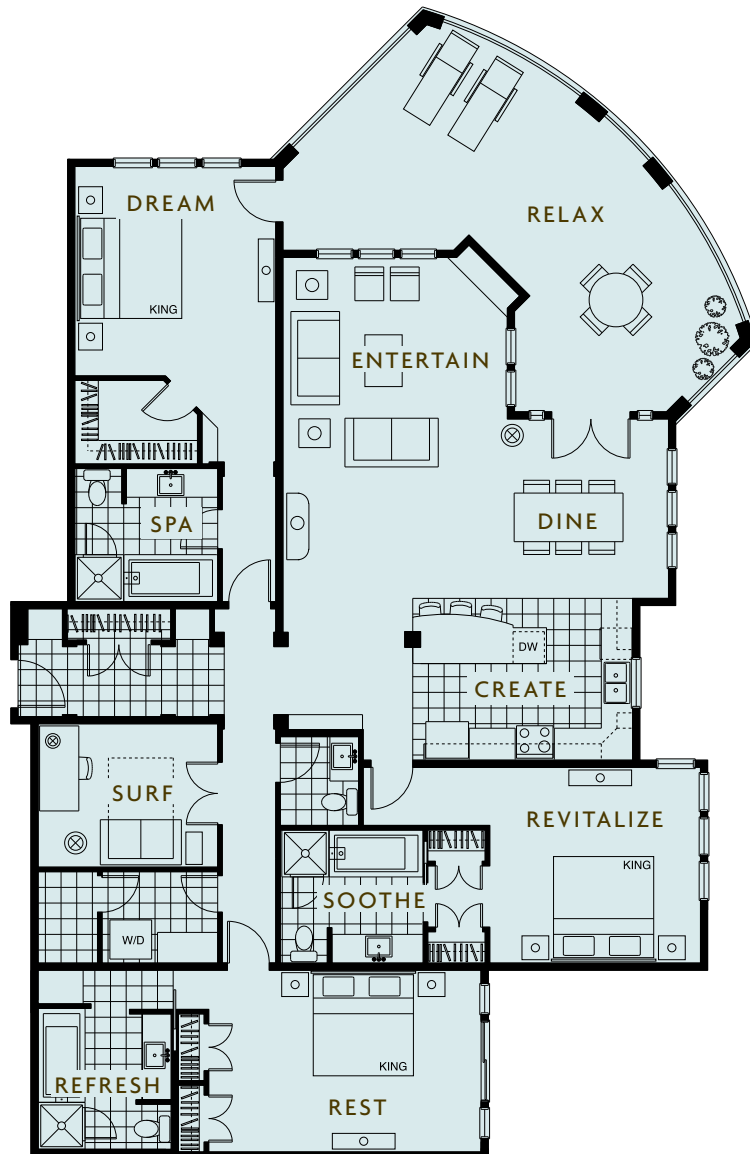 DREAM
RELAX
KING
ENTERTAIN
SPA
DINE
DW
CREATE
SURF
REVITALIZE
KING
SOOTHE
W/D
KING
REFRESH
REST